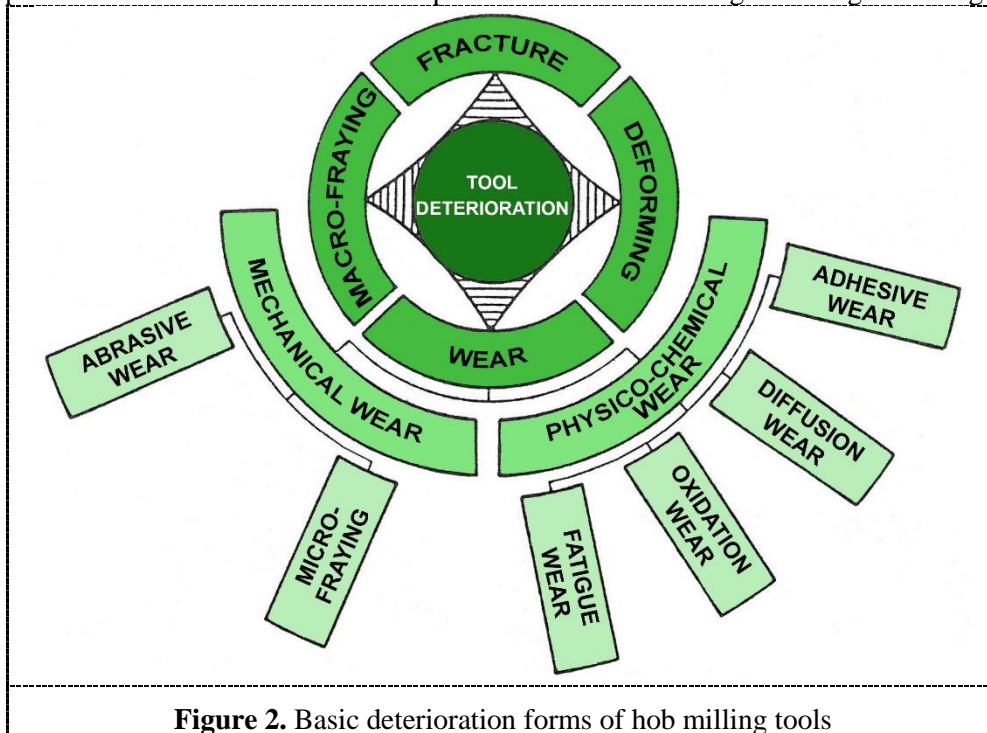 FRACTURE
MACRO-FRAYING
DEFORMING
TOOL
DETERIORATION
WEAR
MECHANICAL WEAR
PHYSICO-CHEMICAL
WEAR
ABRASIVE
WEAR
MICRO-
FRAYING
FATIGUE
WEAR
OXIDATION
WEAR
DIFFUSION
WEAR
ADHESIVE
WEAR
Figure 2. Basic deterioration forms of hob milling tools